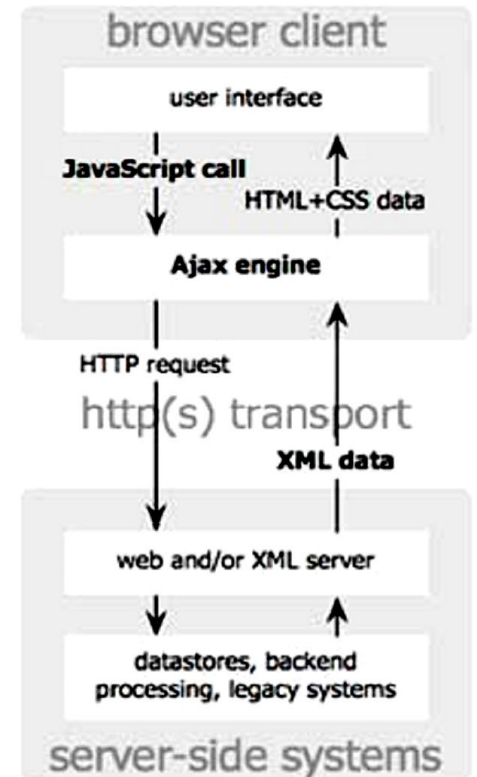 browser client
user interface
JavaScript call
HTML+CSS data
Ajax engine
HTTP request
http(s) transport
XML data
web and/or XML server
datastores, backend
processing, legacy systems
server-side systems